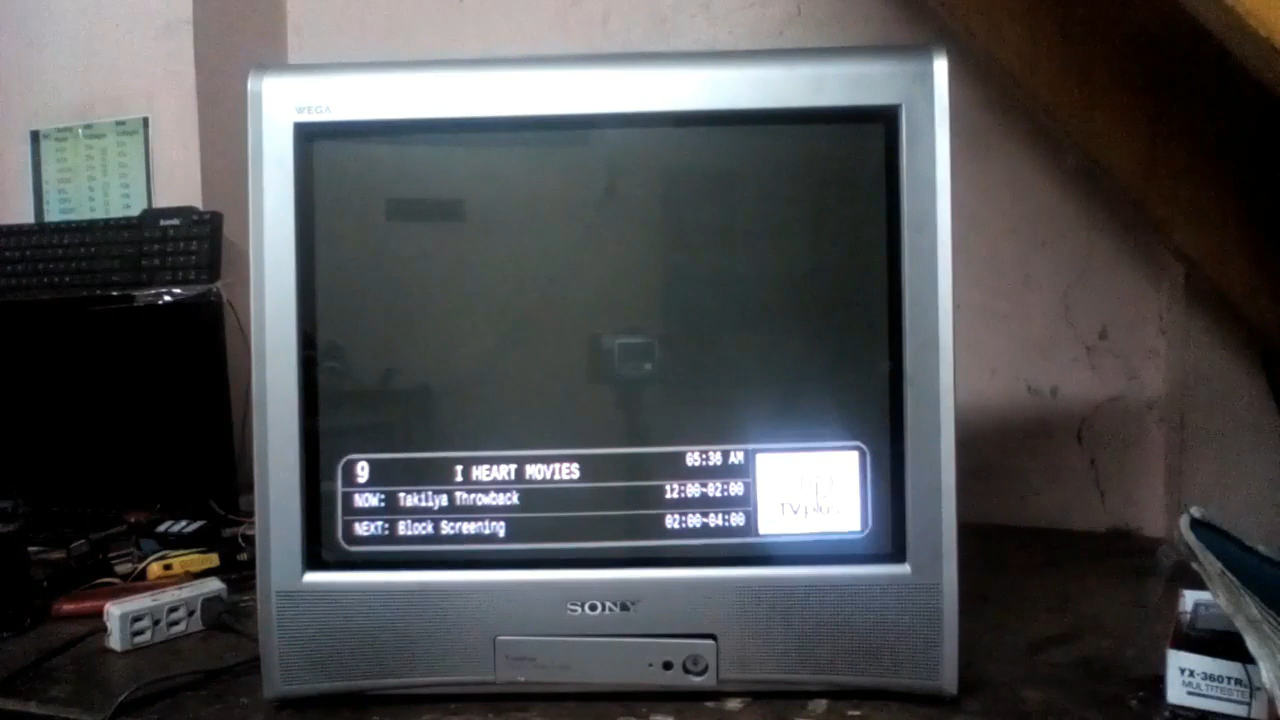 WEGA
9 I HEART MOVIES 05:36 AM
NOW: Takilya Throwback 12:00-02:00
NEXT: Block Screening 02:00-04:00
TVplus
SONY
YX-360TR
MULTITESTER